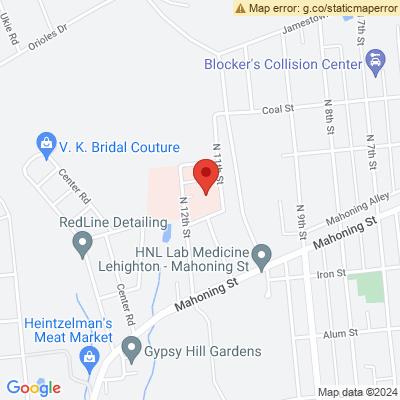 Map error: g.co/staticmaperror
Ukie Rd
Orioles Dr
Jamestown
N 7th St
Blocker's Collision Center
Coal St
N 8th St
N 7th St
N 11th St
V. K. Bridal Couture
Center Rd
N 12th St
RedLine Detailing
N 9th St
Mahoning Alley
Mahoning St
HNL Lab Medicine
Lehighton - Mahoning St
Iron St
Center Rd
Mahoning St
Heintzelman's
Meat Market
Alum St
Gypsy Hill Gardens
Google
Map data ©2024